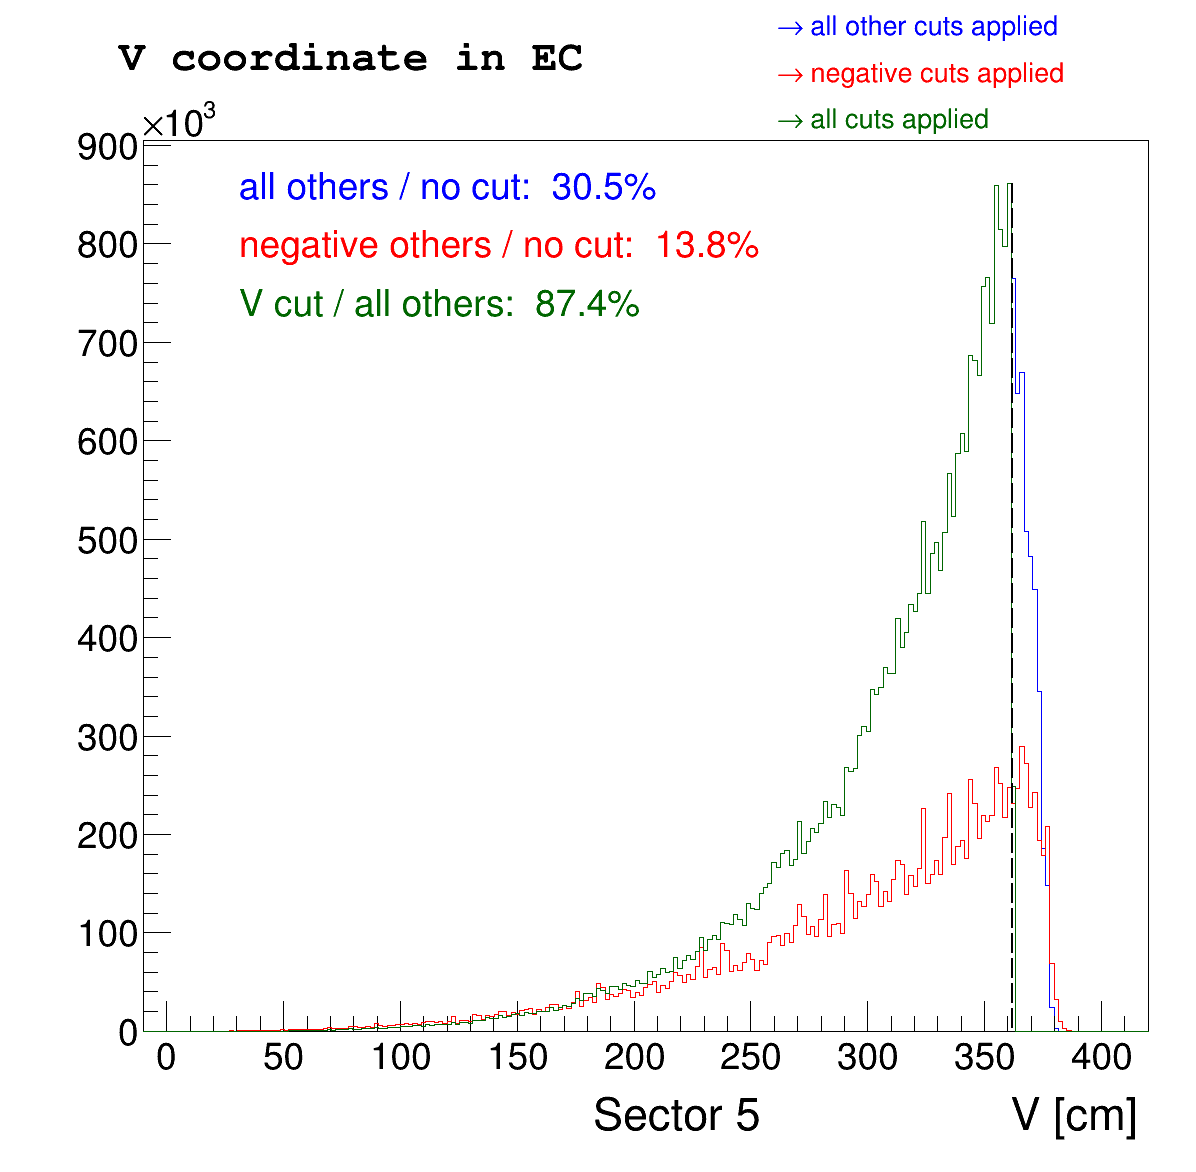 → all other cuts applied
V coordinate in EC
→ negative cuts applied
→ all cuts applied
×10³
900
800
700
600
500
400
300
200
100
0
all others / no cut: 30.5%
negative others / no cut: 13.8%
V cut / all others: 87.4%
0 50 100 150 200 250 300 350 400
Sector 5 V [cm]